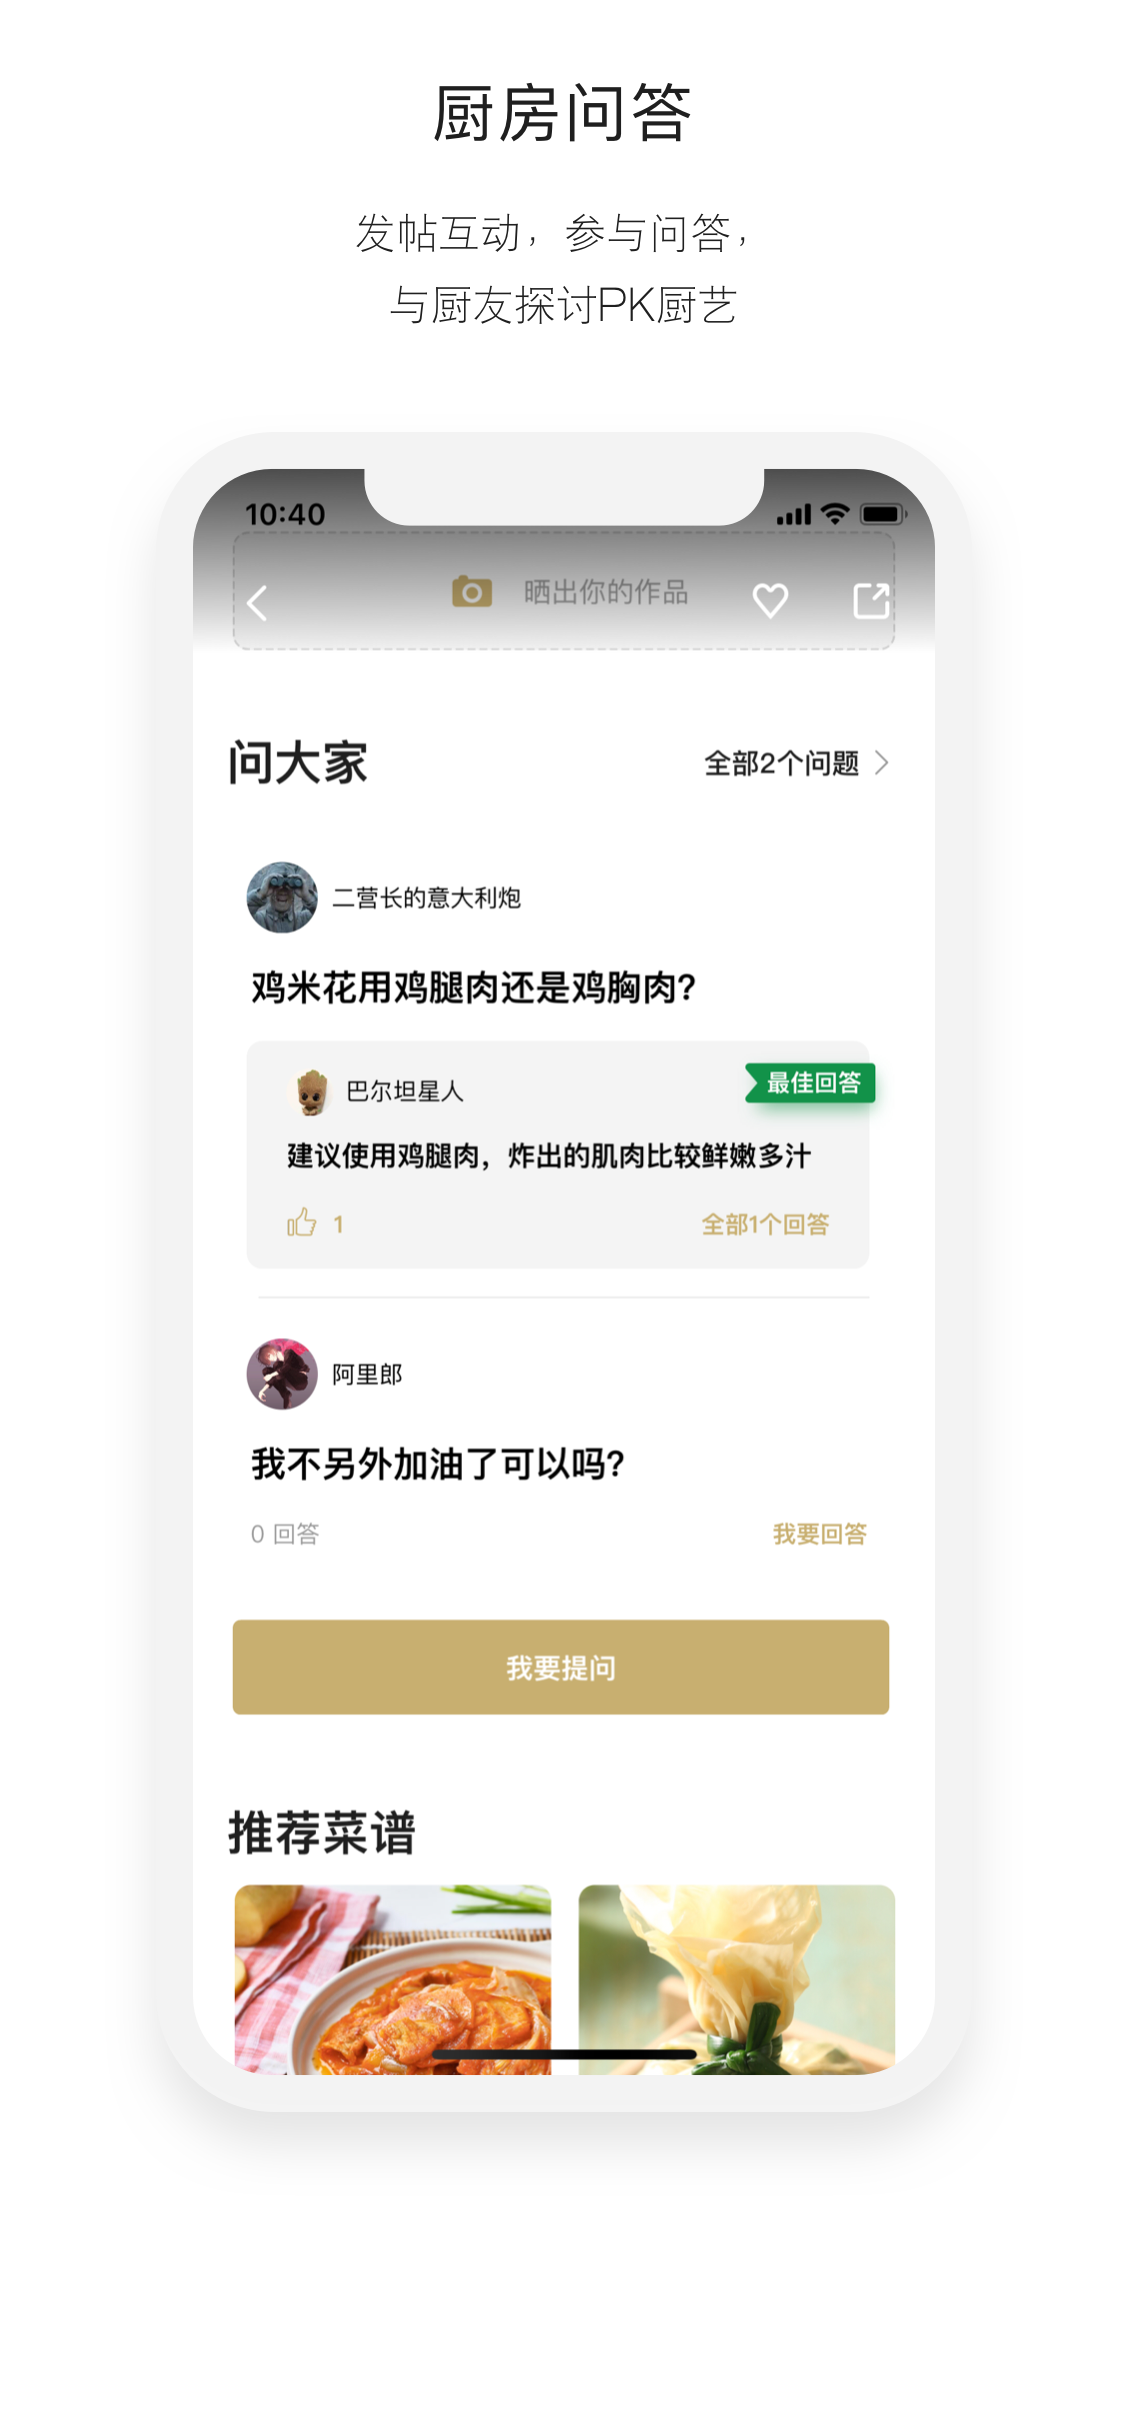 厨房问答
发帖互动，参与问答，
与厨友探讨PK厨艺
10:40
晒出你的作品
问大家
全部2个问题
二营长的意大利炮
鸡米花用鸡腿肉还是鸡胸肉?
巴尔坦星人
最佳回答
建议使用鸡腿肉，炸出的肌肉比较鲜嫩多汁
1
全部1个回答
阿里郎
我不另外加油了可以吗?
0 回答
我要回答
我要提问
推荐菜谱